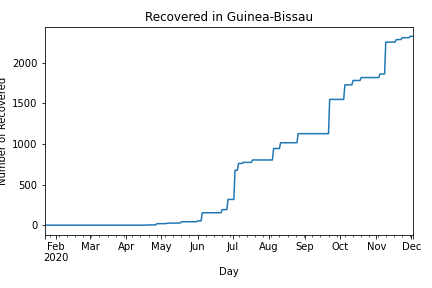 Recovered in Guinea-Bissau
Number of Recovered
2000
1500
1000
500
0
Feb Mar Apr May Jun Jul Aug Sep Oct Nov Dec
2020
Day